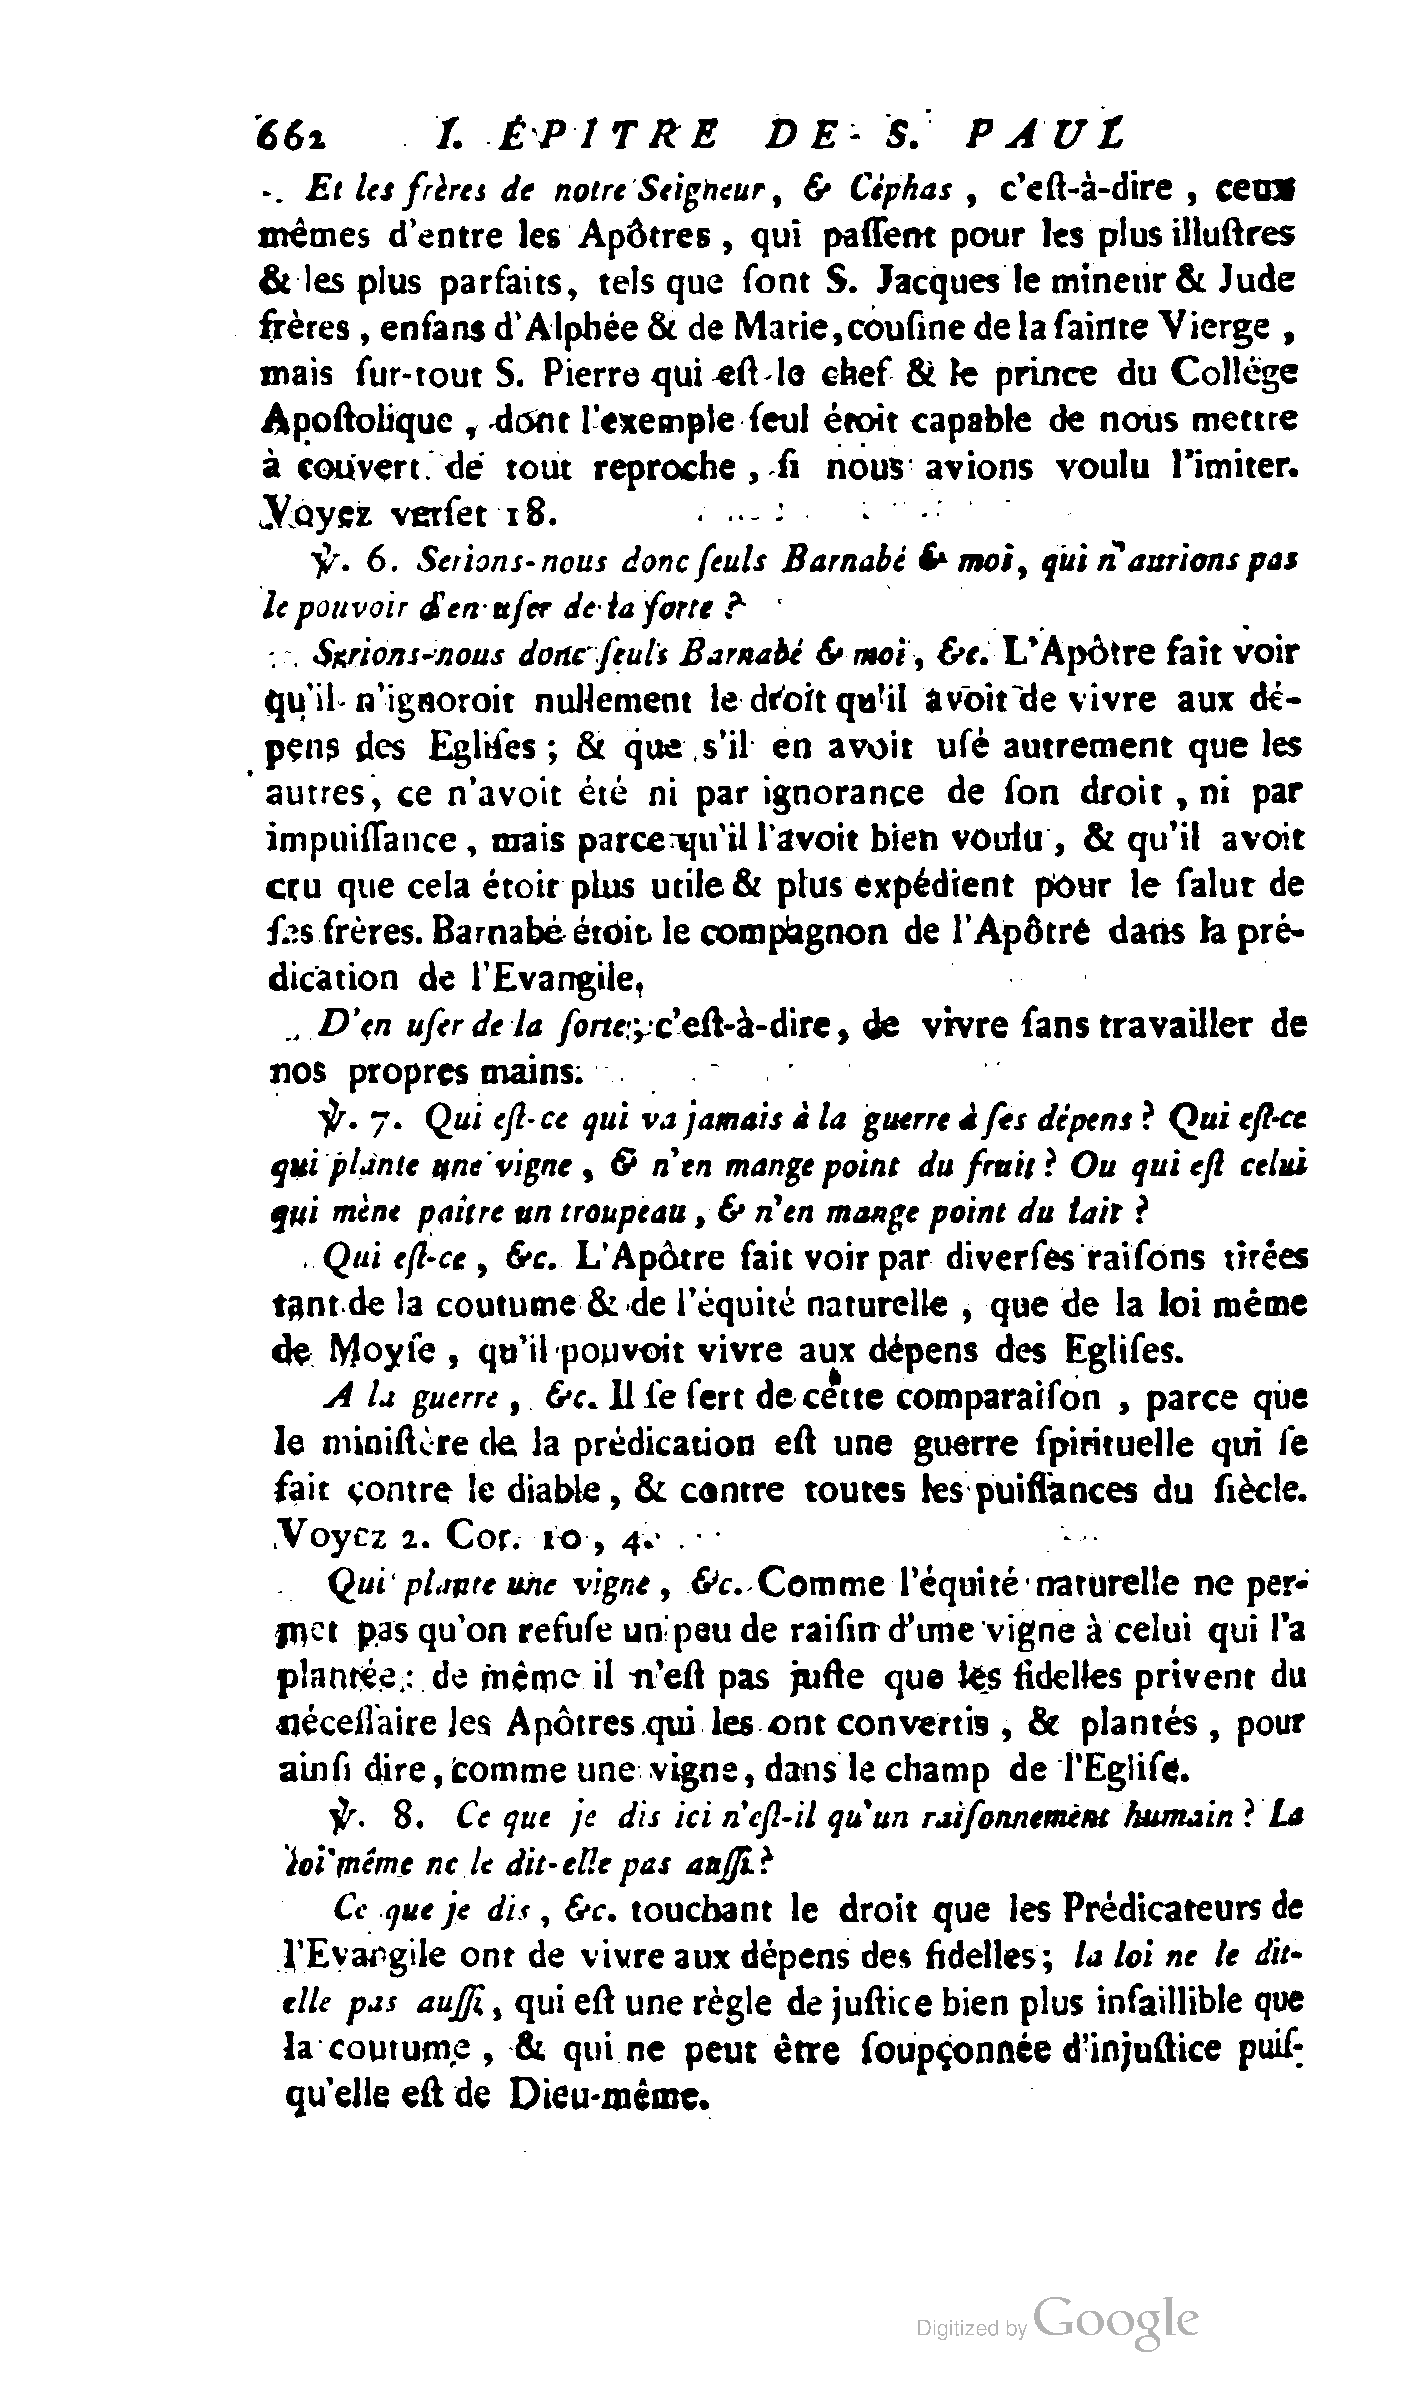 662 I. ÉPITRE DE S. PAUL
Et les frères de notre Seigneur, & Céphas , c'eſt-à-dire , ceux
mêmes d'entre les Apôtres , qui paſſent pour les plus illuſtres
& les plus parfaits, tels que ſont S. Jacques le mineur & Jude
frères , enfans d'Alphée & de Marie, couſine de la ſainte Vierge ,
mais ſur-tout S. Pierre qui eſt le chef & le prince du Collége
Apoſtolique , dont l'exemple ſeul étoit capable de nous mettre
à couvert de tout reproche , ſi nous avions voulu l'imiter.
Voyez verſet 18.
℣. 6. Serions-nous donc ſeuls Barnabé & moi, qui n'aurions pas
le pouvoir d'en uſer de la ſorte ?
Serions-nous donc ſeuls Barnabé & moi, &c. L'Apôtre fait voir
qu'il n'ignoroit nullement le droit qu'il avoit de vivre aux dé-
pens des Egliſes ; & que s'il en avoit uſé autrement que les
autres, ce n'avoit été ni par ignorance de ſon droit , ni par
impuiſſance , mais parce qu'il l'avoit bien voulu , & qu'il avoit
cru que cela étoit plus utile & plus expédient pour le ſalut de
ſes frères. Barnabé étoit le compagnon de l'Apôtre dans la pré-
dication de l'Evangile,
D'en uſer de la ſorte, c'eſt-à-dire, de vivre ſans travailler de
nos propres mains.
℣. 7. Qui eſt-ce qui va jamais à la guerre à ſes dépens ? Qui eſt-ce
qui plante une vigne , & n'en mange point du fruit ? Ou qui eſt celui
qui mène paître un troupeau , & n'en mange point du lait ?
Qui eſt-ce , &c. L'Apôtre fait voir par diverſes raiſons tirées
tant de la coutume & de l'équité naturelle , que de la loi même
de Moyſe , qu'il pouvoit vivre aux dépens des Egliſes.
A la guerre , &c. Il ſe ſert de cette comparaiſon , parce que
le miniſtère de la prédication eſt une guerre ſpirituelle qui ſe
fait contre le diable , & contre toutes les puiſſances du ſiècle.
Voyez 2. Cor. 10 , 4.
Qui plante une vigne , &c. Comme l'équité naturelle ne per-
met pas qu'on refuſe un peu de raiſin d'une vigne à celui qui l'a
plantée : de même il n'eſt pas juſte que les fidelles privent du
néceſſaire les Apôtres qui les ont convertis , & plantés , pour
ainſi dire , comme une vigne, dans le champ de l'Egliſe.
℣. 8. Ce que je dis ici n'eſt-il qu'un raiſonnement humain ? La
loi même ne le dit-elle pas auſſi ?
Ce que je dis , &c. touchant le droit que les Prédicateurs de
l'Evangile ont de vivre aux dépens des fidelles; la loi ne le dit-
elle pas auſſi , qui eſt une règle de juſtice bien plus infaillible que
la coutume , & qui ne peut être ſoupçonnée d'injuſtice puiſ-
qu'elle eſt de Dieu-même.
Digitized by Google